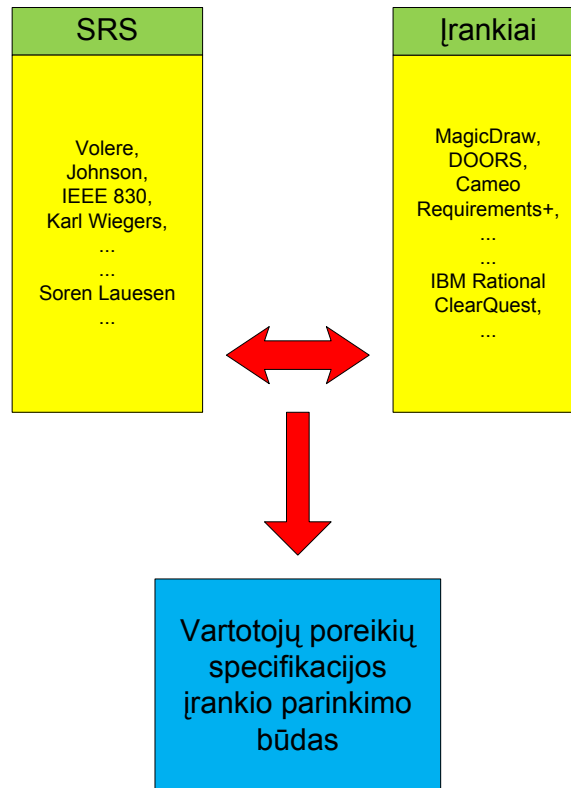 SRS
Volere,
Johnson,
IEEE 830,
Karl Wiegers,
...
...
Soren Lauesen
...
Įrankiai
MagicDraw,
DOORS,
Cameo
Requirements+,
...
...
IBM Rational
ClearQuest,
...
Vartotojų poreikių
specifikacijos
įrankio parinkimo
būdas